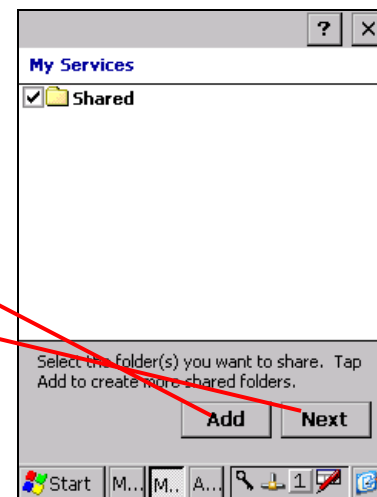 ?
My Services
Shared
Select the folder(s) you want to share. Tap
Add to create more shared folders.
Add Next
Start M... M.. A... 1